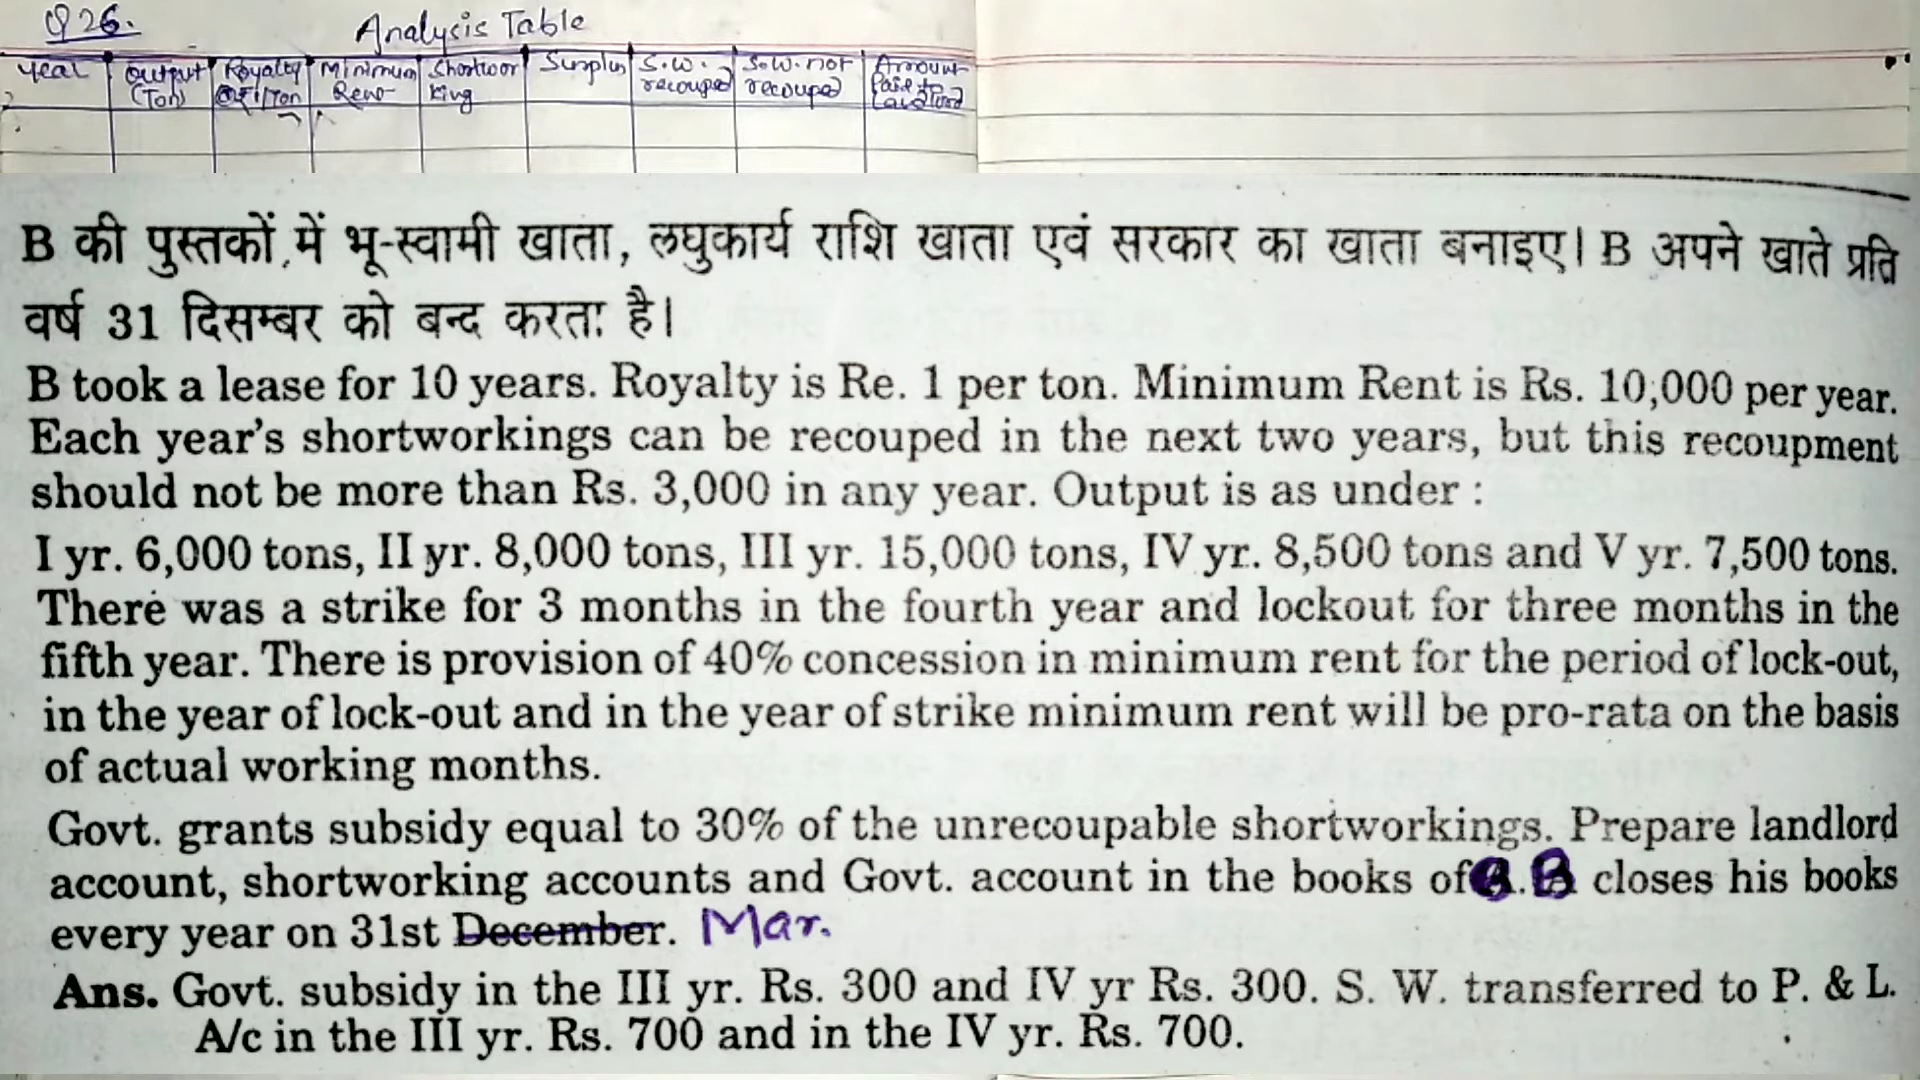 Q 26. Analysis Table
Year | Output (Ton) | Royalty @ ₹1/Ton | Minimum Rent | Shortworking | Surplus | S.W. recouped | S.W. not recouped | Amount Paid to Landlord
B की पुस्तकों में भू-स्वामी खाता, लघुकार्य राशि खाता एवं सरकार का खाता बनाइए। B अपने खाते प्रति
वर्ष 31 दिसम्बर को बन्द करता है।
B took a lease for 10 years. Royalty is Re. 1 per ton. Minimum Rent is Rs. 10,000 per year.
Each year's shortworkings can be recouped in the next two years, but this recoupment
should not be more than Rs. 3,000 in any year. Output is as under :
I yr. 6,000 tons, II yr. 8,000 tons, III yr. 15,000 tons, IV yr. 8,500 tons and V yr. 7,500 tons.
There was a strike for 3 months in the fourth year and lockout for three months in the
fifth year. There is provision of 40% concession in minimum rent for the period of lock-out,
in the year of lock-out and in the year of strike minimum rent will be pro-rata on the basis
of actual working months.
Govt. grants subsidy equal to 30% of the unrecoupable shortworkings. Prepare landlord
account, shortworking accounts and Govt. account in the books of B. B closes his books
every year on 31st December. Mar.
Ans. Govt. subsidy in the III yr. Rs. 300 and IV yr Rs. 300. S. W. transferred to P. & L.
A/c in the III yr. Rs. 700 and in the IV yr. Rs. 700.